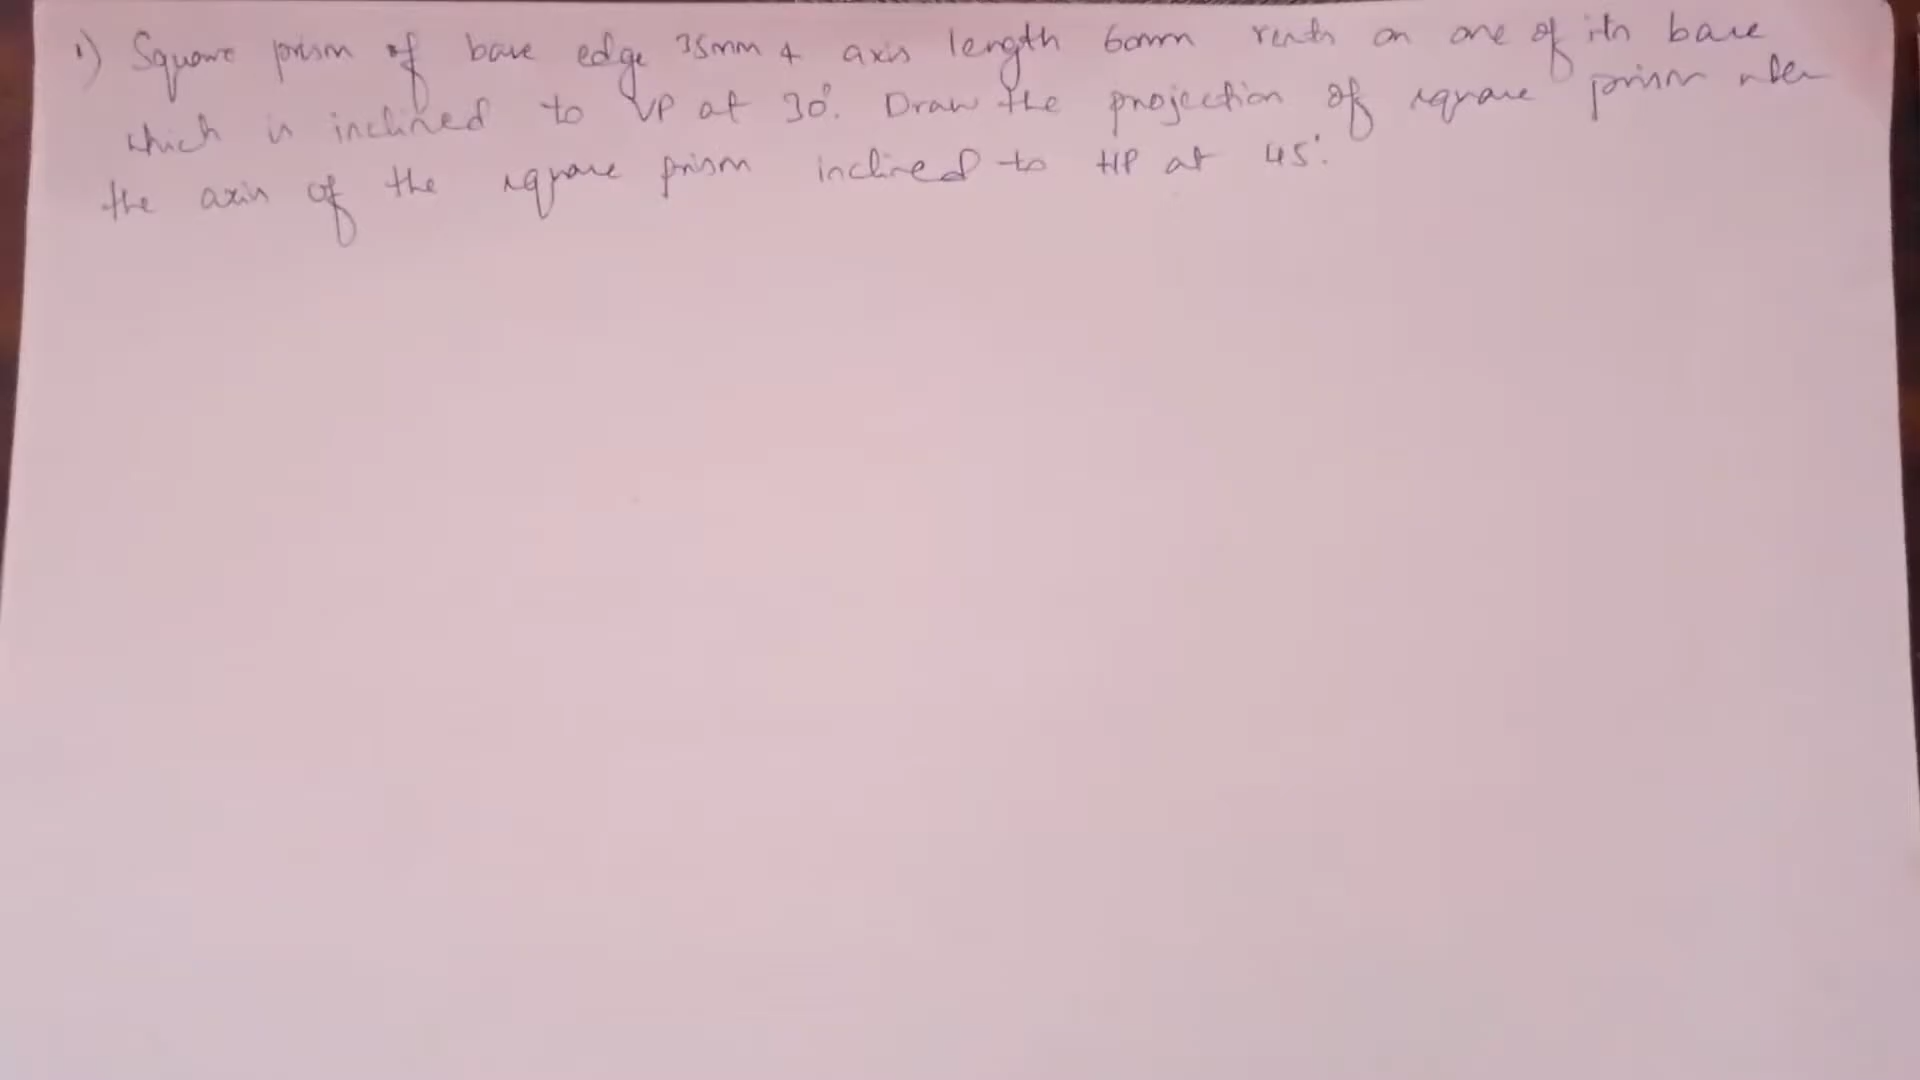 1) Square prism of base edge 35mm & axis length 60mm rests on one of its base
which is inclined to VP at 30°. Draw the projection of square prism when
the axis of the square prism inclined to HP at 45°.